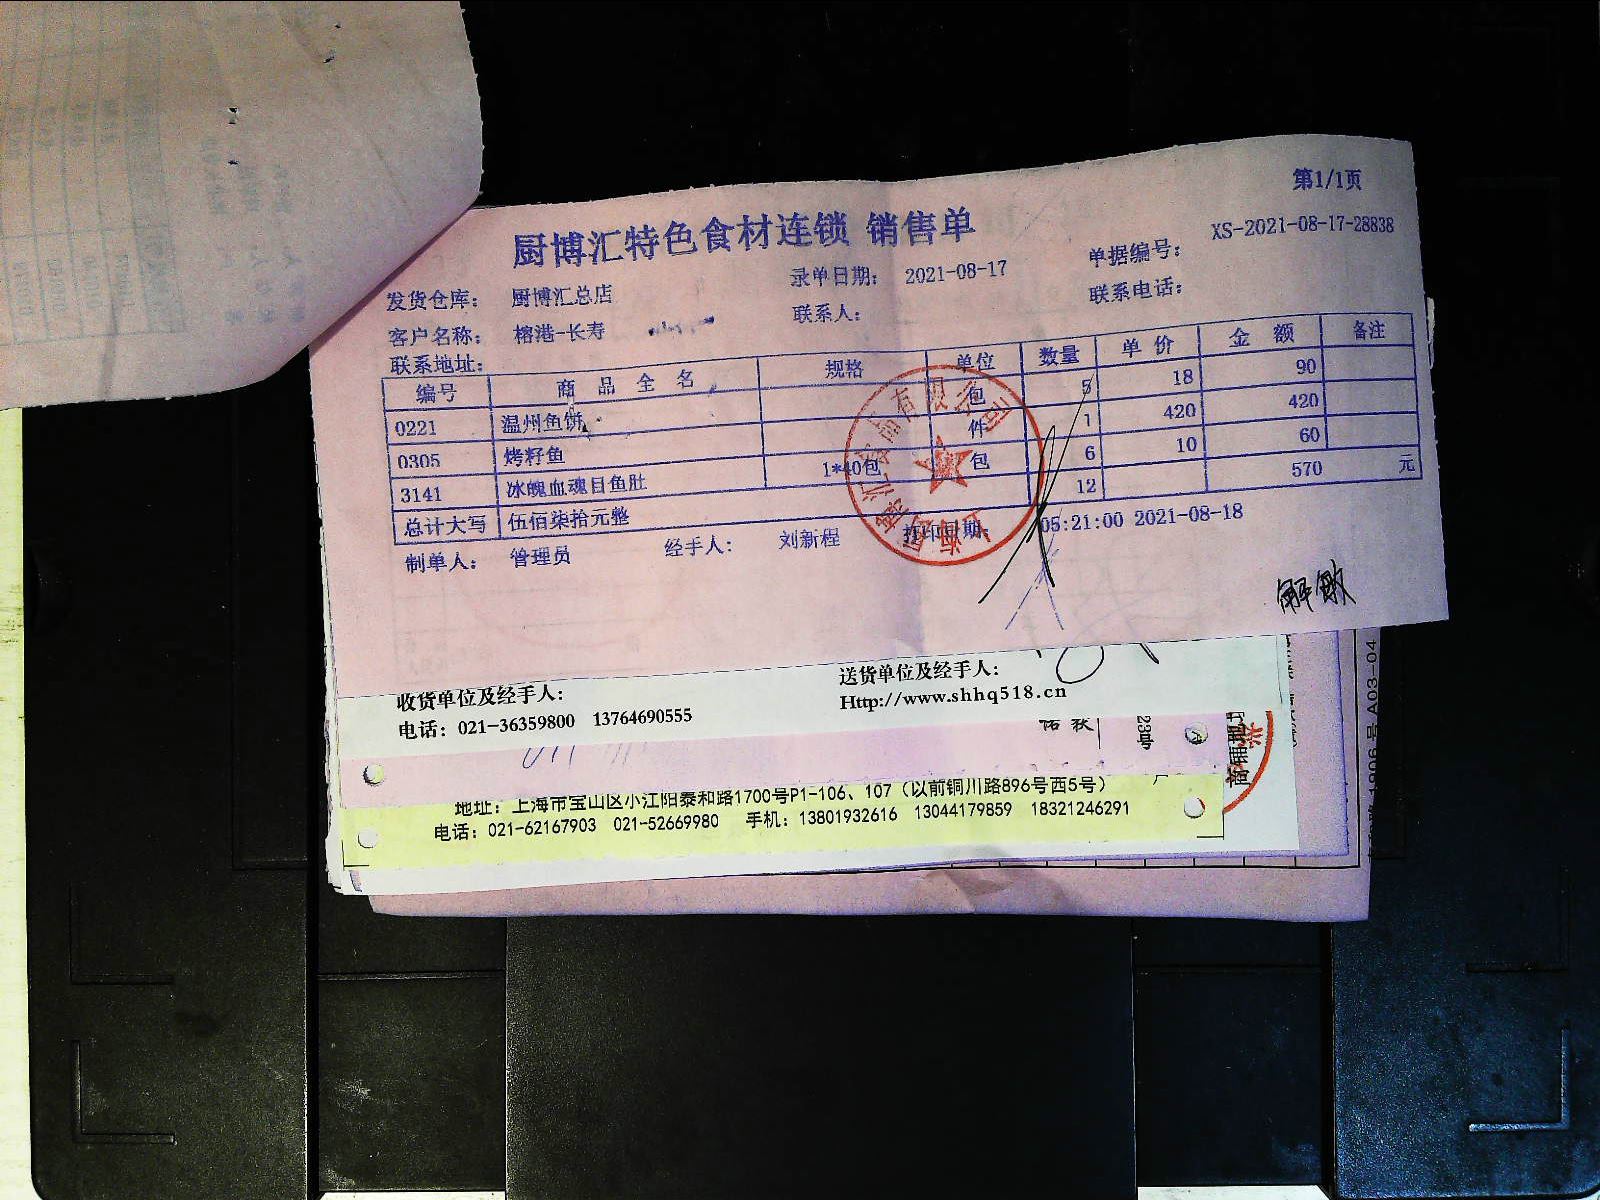 第1/1页
厨博汇特色食材连锁 销售单
发货仓库： 厨博汇总店 录单日期： 2021-08-17 单据编号： XS-2021-08-17-28838
客户名称： 榕港-长寿 联系人： 联系电话：
联系地址：
编号 商品全名 规格 单位 数量 单价 金额 备注
0221 温州鱼饼 包 5 18 90
0305 烤籽鱼 件 1 420 420
3141 冰魄血魂目鱼肚 1*40包 包 6 10 60
总计大写 伍佰柒拾元整 12 570 元
制单人： 管理员 经手人： 刘新程 打印日期： 05:21:00 2021-08-18
解敏
收货单位及经手人： 送货单位及经手人：
电话：021-36359800 13764690555 Http://www.shhq518.cn
地址：上海市宝山区小江阳泰和路1700号P1-106、107（以前铜川路896号西5号）
电话：021-62167903 021-52669980 手机：13801932616 13044179859 18321246291